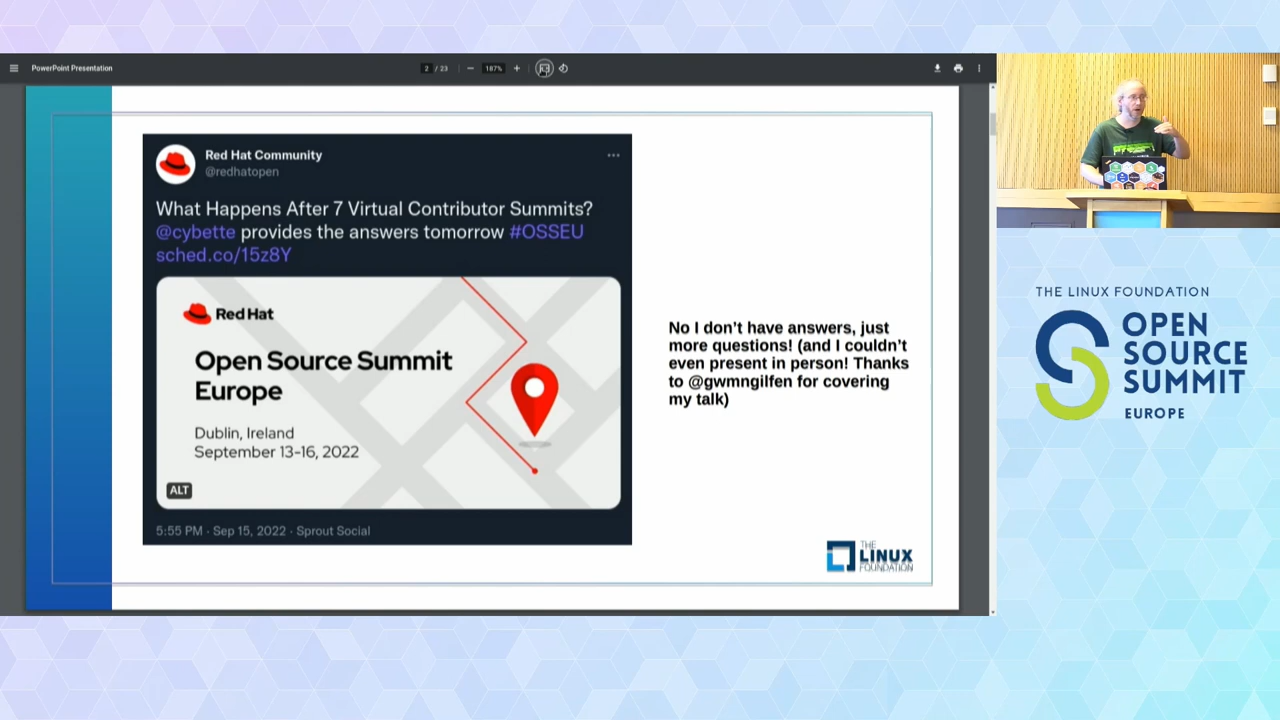 PowerPoint Presentation
2 / 23
187%
Red Hat Community
@redhatopen
What Happens After 7 Virtual Contributor Summits?
@cybette provides the answers tomorrow #OSSEU
sched.co/15z8Y
Red Hat
Open Source Summit
Europe
Dublin, Ireland
September 13-16, 2022
ALT
5:55 PM · Sep 15, 2022 · Sprout Social
No I don’t have answers, just
more questions! (and I couldn’t
even present in person! Thanks
to @gwmngilfen for covering
my talk)
THE
LINUX
FOUNDATION
THE LINUX FOUNDATION
OPEN
SOURCE
SUMMIT
EUROPE